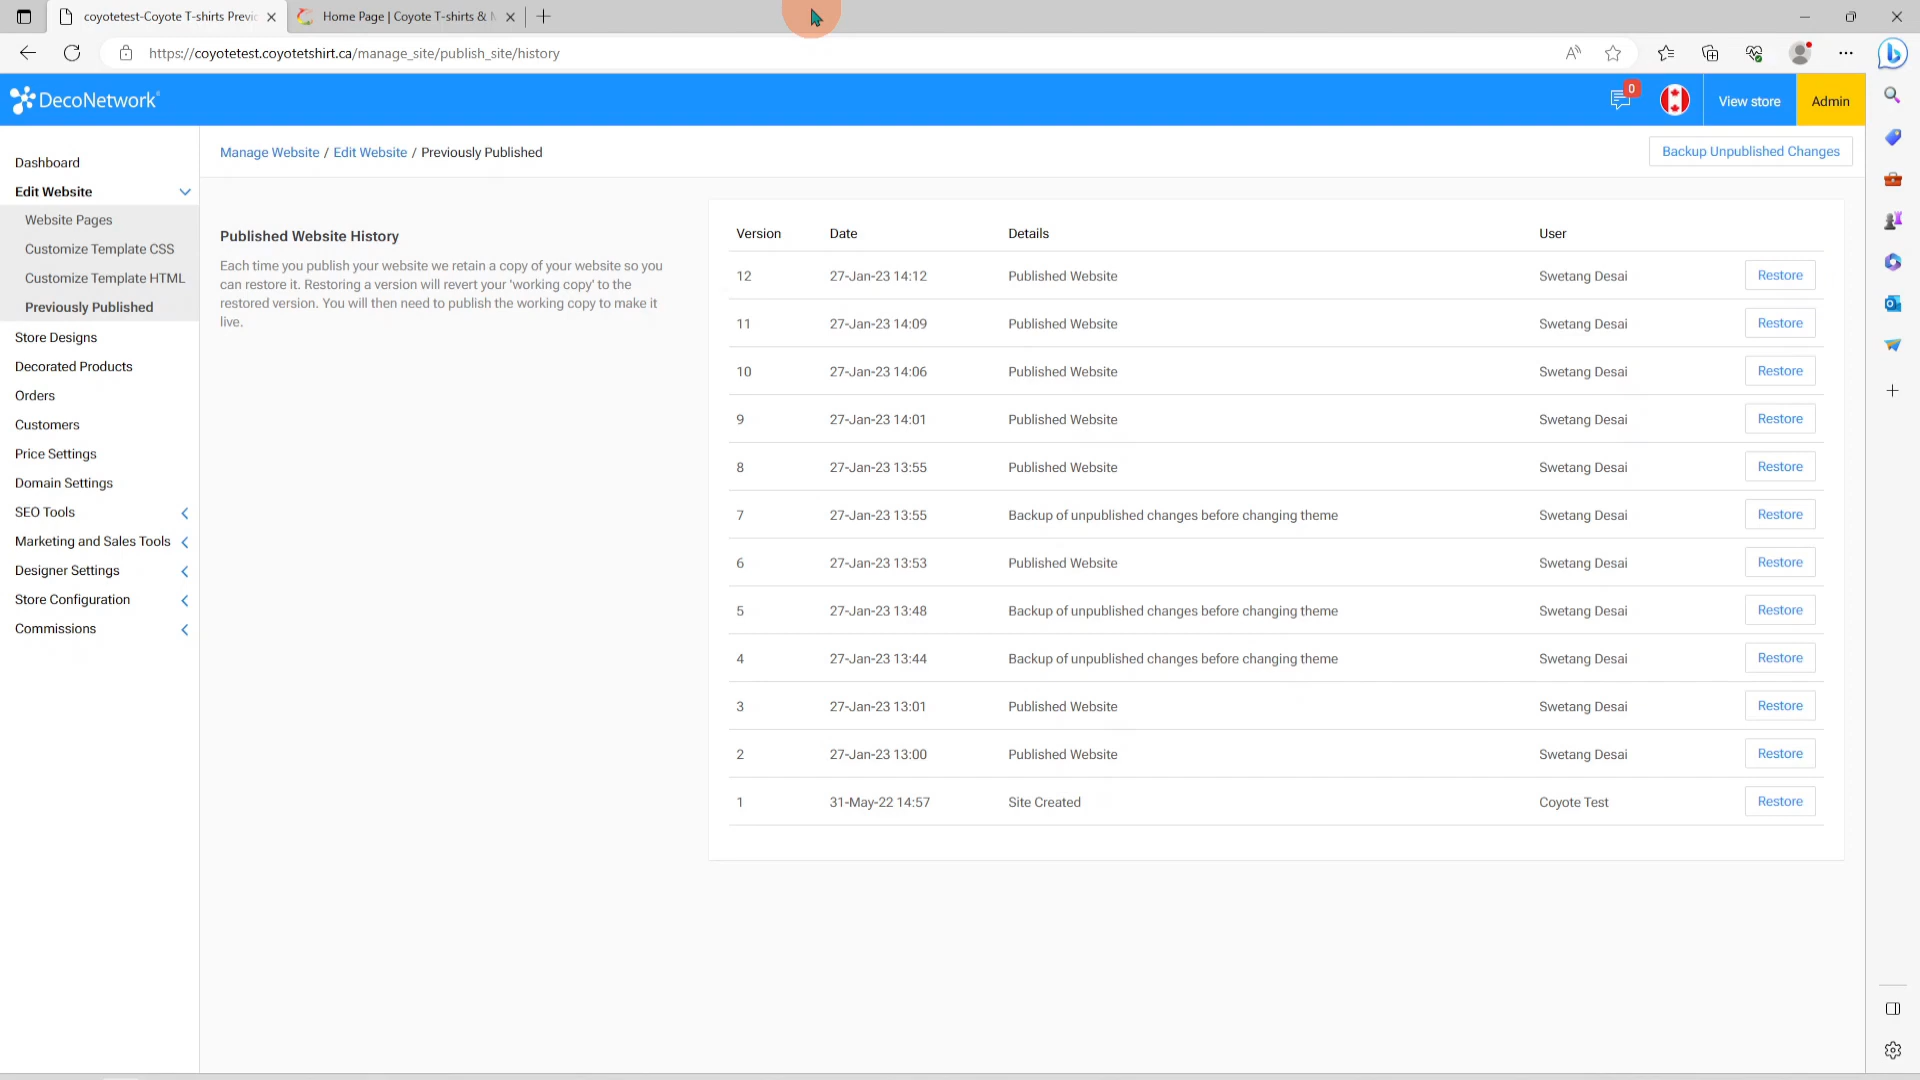 coyotetest-Coyote T-shirts Previ
Home Page | Coyote T-shirts &
https://coyotetest.coyotetshirt.ca/manage_site/publish_site/history
DecoNetwork
0
View store
Admin
Manage Website / Edit Website / Previously Published
Backup Unpublished Changes
Dashboard
Edit Website
Website Pages
Customize Template CSS
Customize Template HTML
Previously Published
Store Designs
Decorated Products
Orders
Customers
Price Settings
Domain Settings
SEO Tools
Marketing and Sales Tools
Designer Settings
Store Configuration
Commissions
Published Website History
Each time you publish your website we retain a copy of your website so you
can restore it. Restoring a version will revert your 'working copy' to the
restored version. You will then need to publish the working copy to make it
live.
Version Date Details User
12 27-Jan-23 14:12 Published Website Swetang Desai Restore
11 27-Jan-23 14:09 Published Website Swetang Desai Restore
10 27-Jan-23 14:06 Published Website Swetang Desai Restore
9 27-Jan-23 14:01 Published Website Swetang Desai Restore
8 27-Jan-23 13:55 Published Website Swetang Desai Restore
7 27-Jan-23 13:55 Backup of unpublished changes before changing theme Swetang Desai Restore
6 27-Jan-23 13:53 Published Website Swetang Desai Restore
5 27-Jan-23 13:48 Backup of unpublished changes before changing theme Swetang Desai Restore
4 27-Jan-23 13:44 Backup of unpublished changes before changing theme Swetang Desai Restore
3 27-Jan-23 13:01 Published Website Swetang Desai Restore
2 27-Jan-23 13:00 Published Website Swetang Desai Restore
1 31-May-22 14:57 Site Created Coyote Test Restore